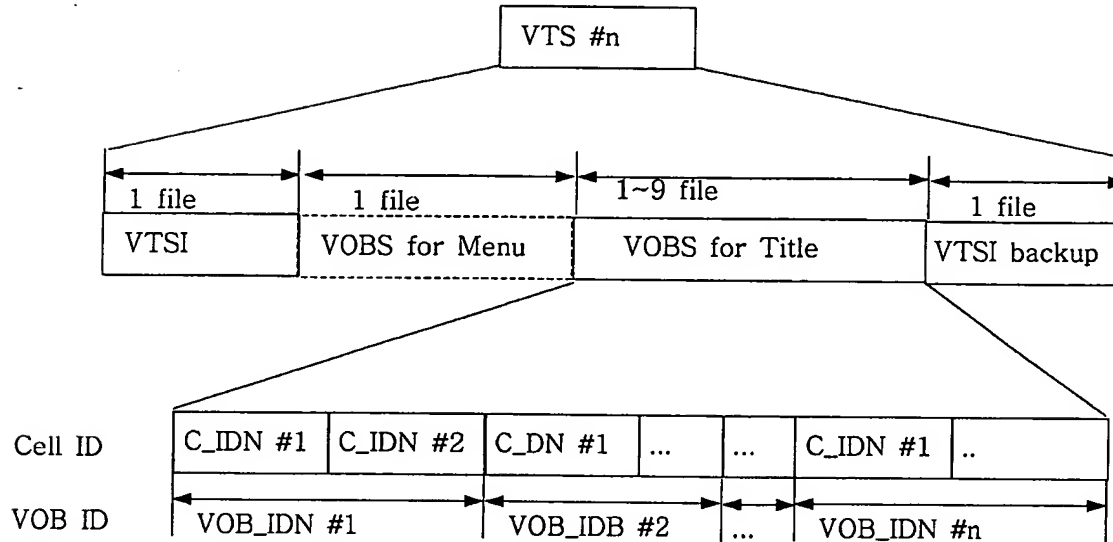 VTS #n
1 file 1 file 1~9 file 1 file
VTSI VOBS for Menu VOBS for Title VTSI backup
Cell ID C_IDN #1 C_IDN #2 C_DN #1 ... ... C_IDN #1 ..
VOB ID VOB_IDN #1 VOB_IDB #2 ... VOB_IDN #n